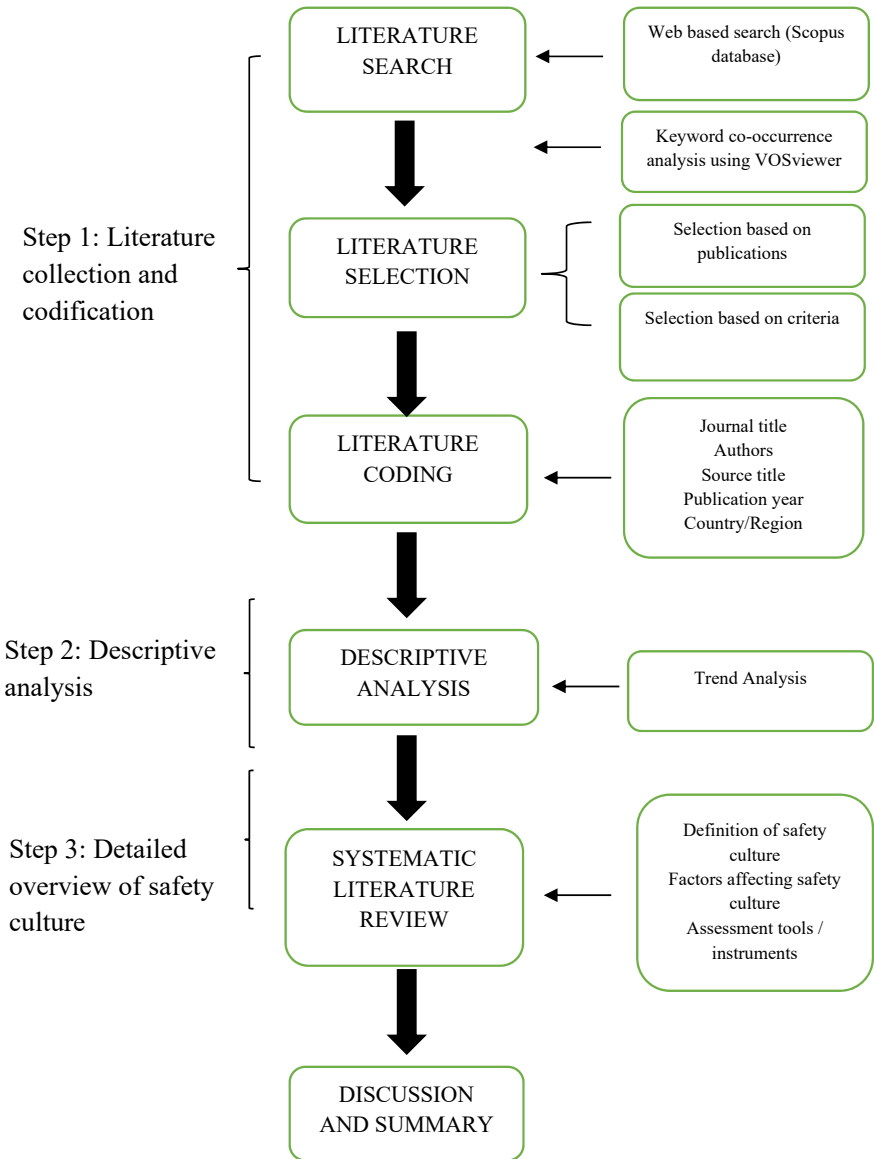 LITERATURE
SEARCH
Web based search (Scopus
database)
Keyword co-occurrence
analysis using VOSviewer
Step 1: Literature
collection and
codification
LITERATURE
SELECTION
Selection based on
publications
Selection based on criteria
LITERATURE
CODING
Journal title
Authors
Source title
Publication year
Country/Region
Step 2: Descriptive
analysis
DESCRIPTIVE
ANALYSIS
Trend Analysis
Step 3: Detailed
overview of safety
culture
SYSTEMATIC
LITERATURE
REVIEW
Definition of safety
culture
Factors affecting safety
culture
Assessment tools /
instruments
DISCUSSION
AND SUMMARY